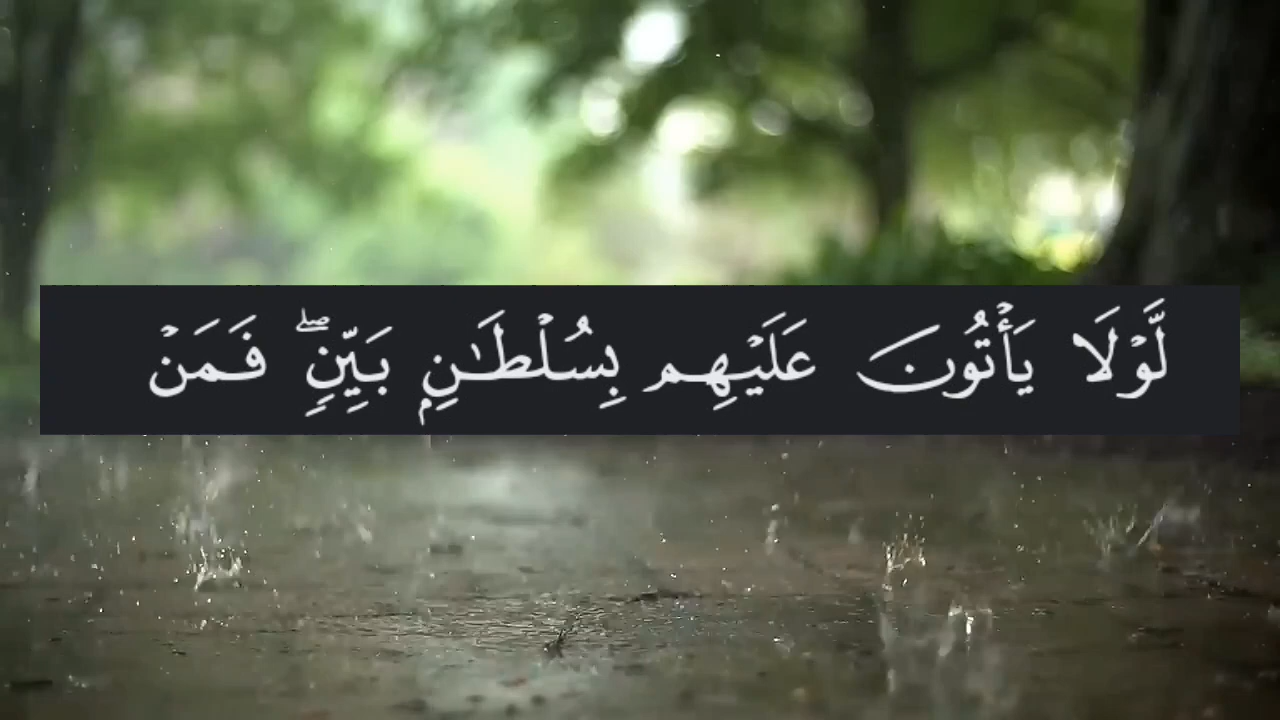 لَّوۡلَا يَأۡتُونَ عَلَيۡهِم بِسُلۡطَٰنِۭ بَيِّنٖۖ فَمَنۡ